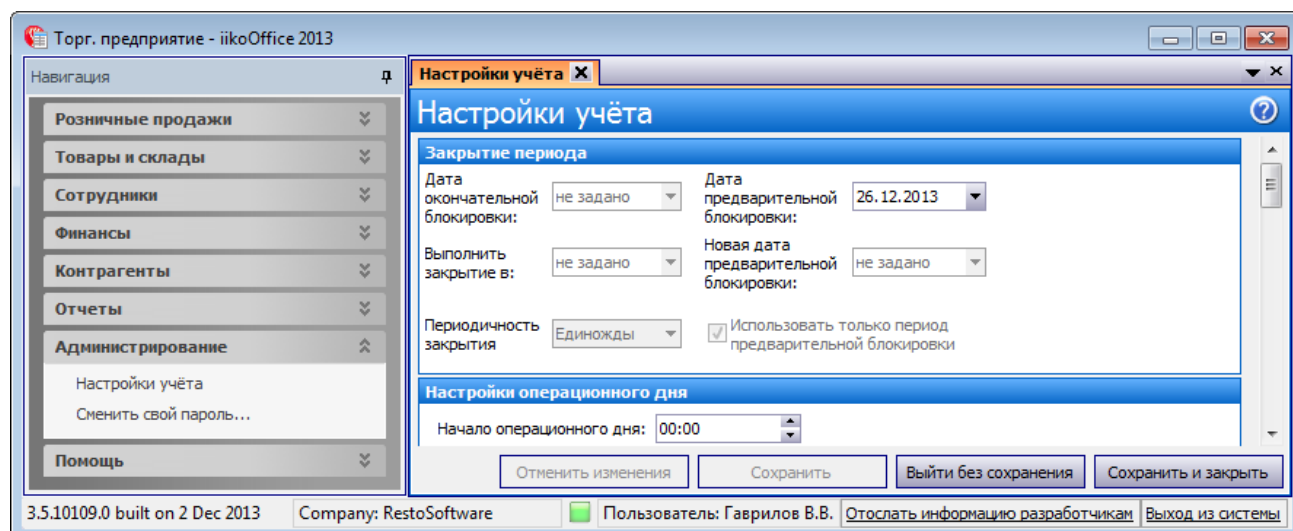 Торг. предприятие - iikoOffice 2013
Навигация
Розничные продажи
Товары и склады
Сотрудники
Финансы
Контрагенты
Отчеты
Администрирование
Настройки учёта
Сменить свой пароль...
Помощь
Настройки учёта
Настройки учёта
Закрытие периода
Дата
окончательной
блокировки:
не задано
Дата
предварительной
блокировки:
26.12.2013
Выполнить
закрытие в:
не задано
Новая дата
предварительной
блокировки:
не задано
Периодичность
закрытия
Единожды
Использовать только период
предварительной блокировки
Настройки операционного дня
Начало операционного дня: 00:00
Отменить изменения Сохранить Выйти без сохранения Сохранить и закрыть
3.5.10109.0 built on 2 Dec 2013 Company: RestoSoftware Пользователь: Гаврилов В.В. Отослать информацию разработчикам Выход из системы